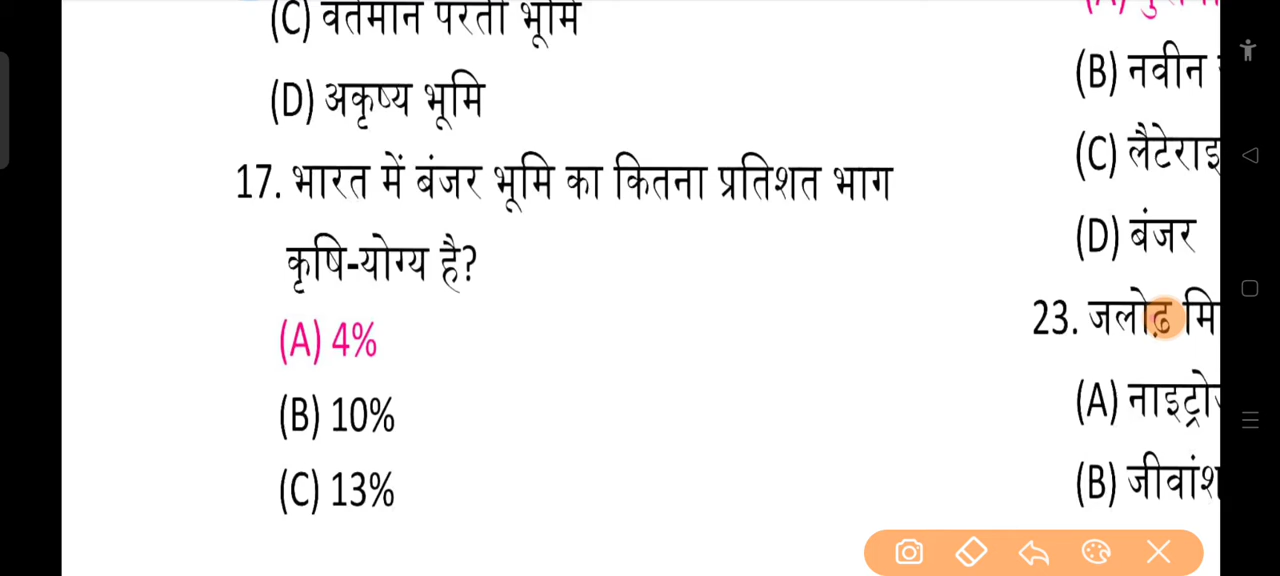 (C) वर्तमान परती भूमि
(D) अकृष्य भूमि
17. भारत में बंजर भूमि का कितना प्रतिशत भाग
कृषि-योग्य है?
(A) 4%
(B) 10%
(C) 13%
(A)
(B) नवीन
(C) लैटेराइ
(D) बंजर
23. जलोढ़ मि
(A) नाइट्रो
(B) जीवांश